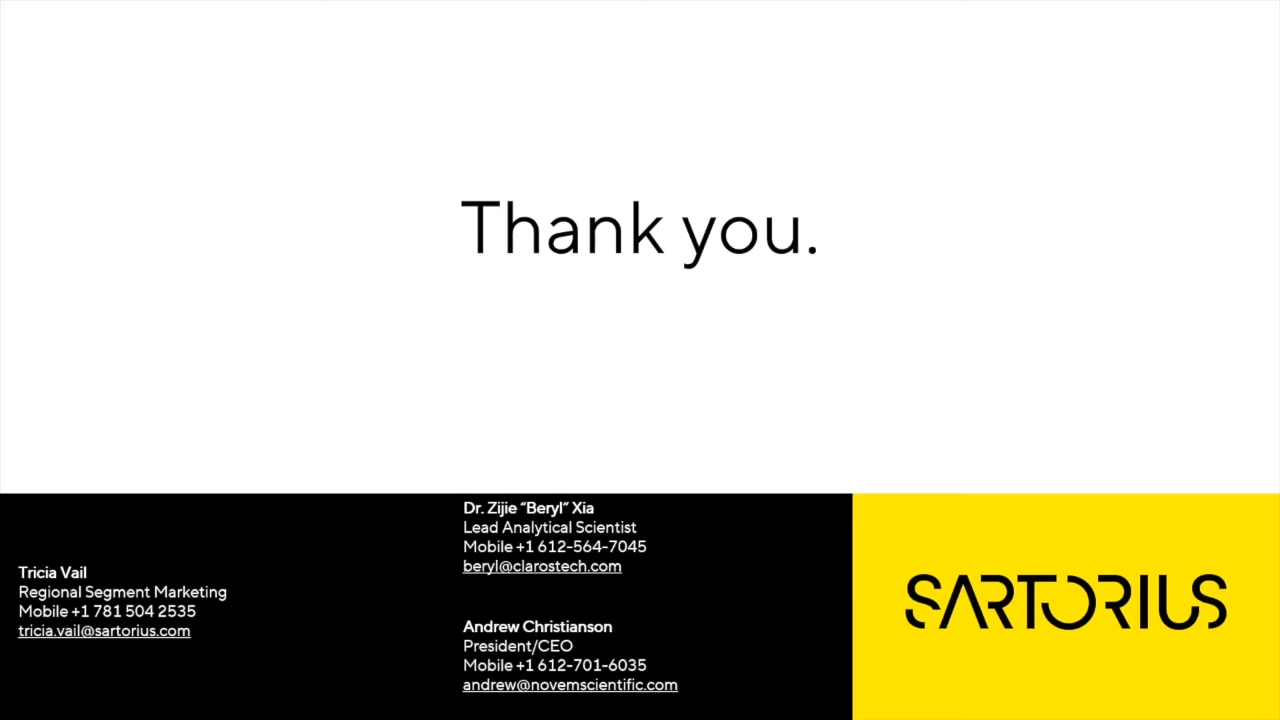 Thank you.
Tricia Vail
Regional Segment Marketing
Mobile +1 781 504 2535
tricia.vail@sartorius.com
Dr. Zijie “Beryl” Xia
Lead Analytical Scientist
Mobile +1 612-564-7045
beryl@clarostech.com
Andrew Christianson
President/CEO
Mobile +1 612-701-6035
andrew@novemscientific.com
SARTORIUS